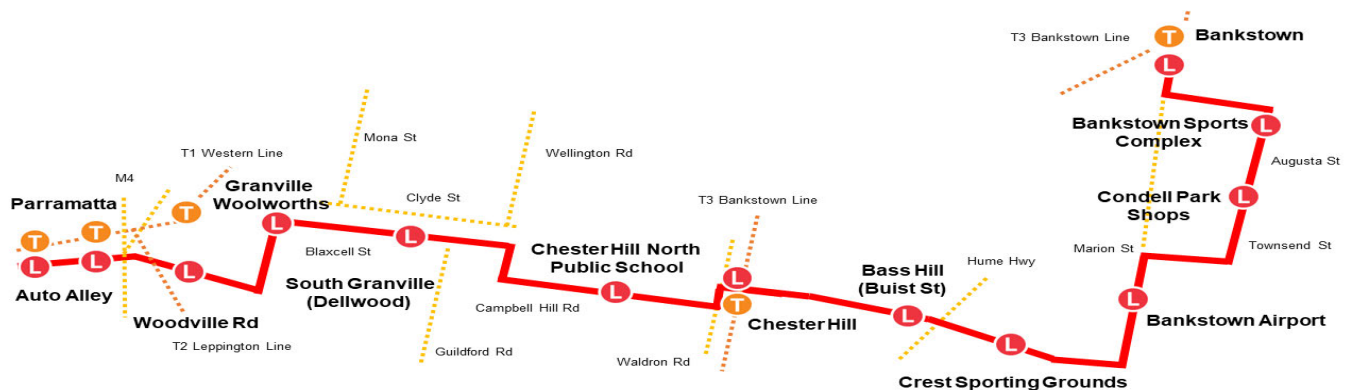 T3 Bankstown Line
T
Bankstown
L
Bankstown Sports
Complex
L
Augusta St
Mona St
Wellington Rd
T1 Western Line
M4
Granville
Woolworths
Clyde St
Parramatta
T
T
T
L
L
L
Auto Alley
L
Blaxcell St
L
South Granville
(Dellwood)
Woodville Rd
T2 Leppington Line
Campbell Hill Rd
Guildford Rd
Chester Hill North
Public School
L
T3 Bankstown Line
L
T
Chester Hill
Waldron Rd
Bass Hill
(Buist St)
L
Hume Hwy
L
Crest Sporting Grounds
Condell Park
Shops
L
Marion St
Townsend St
L
Bankstown Airport